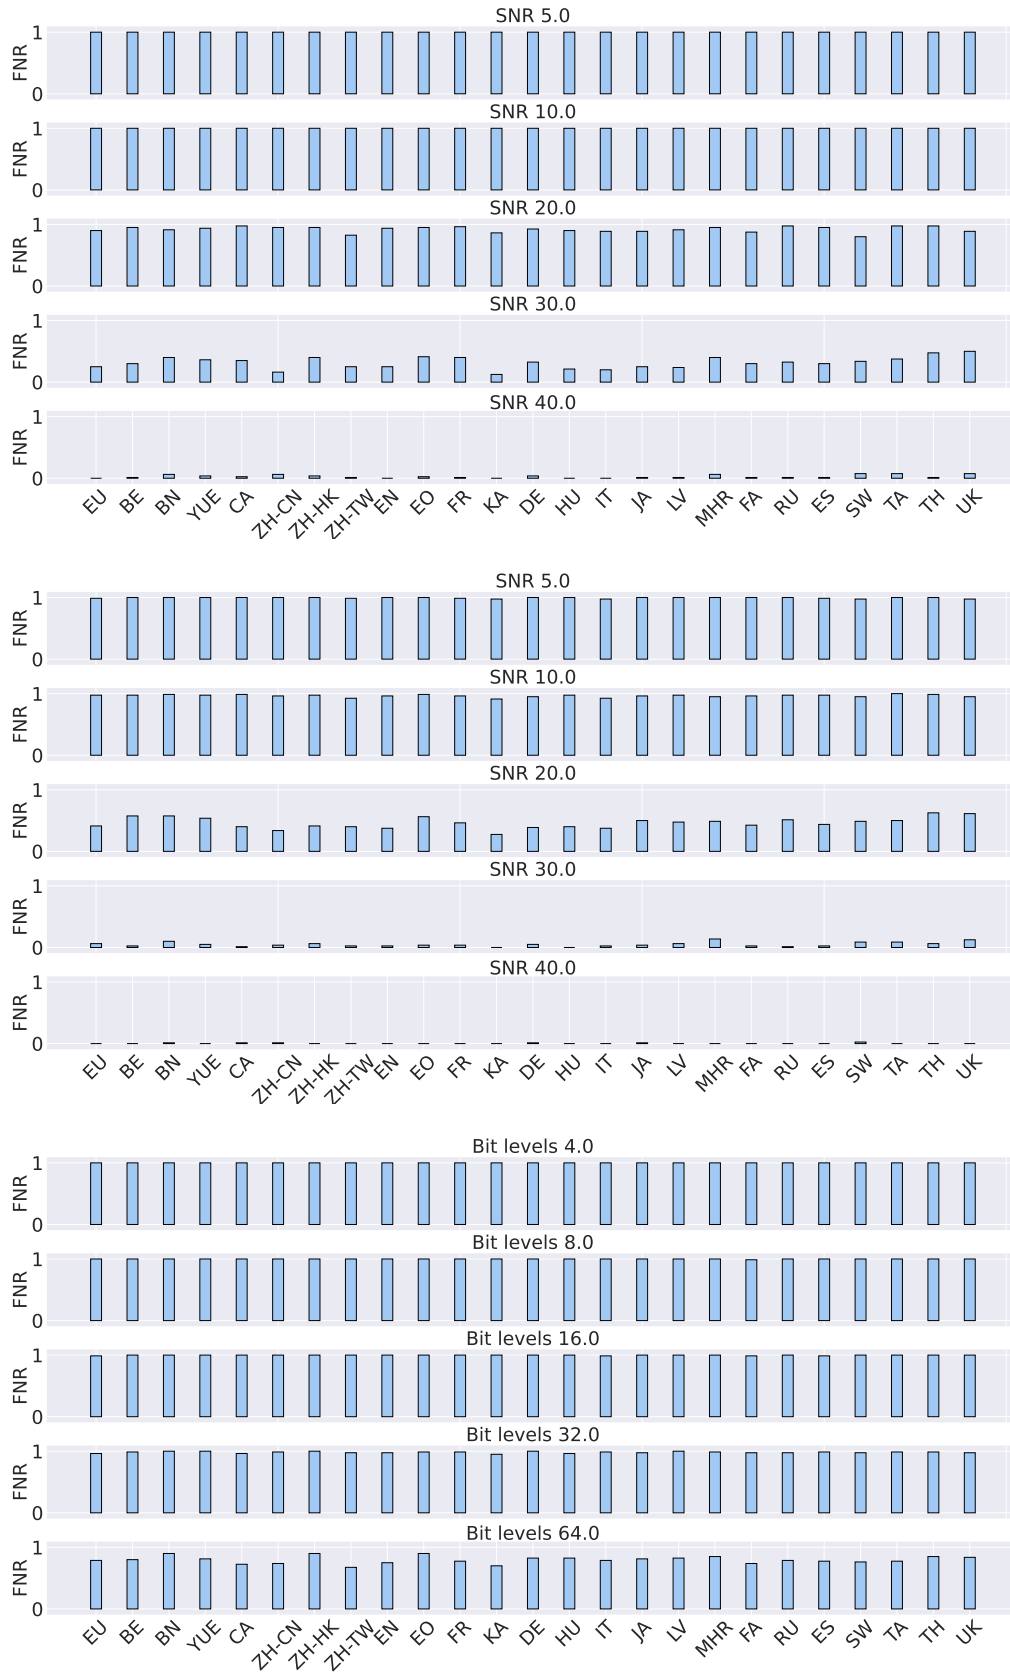 SNR 5.0
FNR
1
0
SNR 10.0
FNR
1
0
SNR 20.0
FNR
1
0
SNR 30.0
FNR
1
0
SNR 40.0
FNR
1
0
EU BE BN YUE CA ZH-CN ZH-HK ZH-TW EN EO FR KA DE HU IT JA LV MHR FA RU ES SW TA TH UK
SNR 5.0
FNR
1
0
SNR 10.0
FNR
1
0
SNR 20.0
FNR
1
0
SNR 30.0
FNR
1
0
SNR 40.0
FNR
1
0
EU BE BN YUE CA ZH-CN ZH-HK ZH-TW EN EO FR KA DE HU IT JA LV MHR FA RU ES SW TA TH UK
Bit levels 4.0
FNR
1
0
Bit levels 8.0
FNR
1
0
Bit levels 16.0
FNR
1
0
Bit levels 32.0
FNR
1
0
Bit levels 64.0
FNR
1
0
EU BE BN YUE CA ZH-CN ZH-HK ZH-TW EN EO FR KA DE HU IT JA LV MHR FA RU ES SW TA TH UK